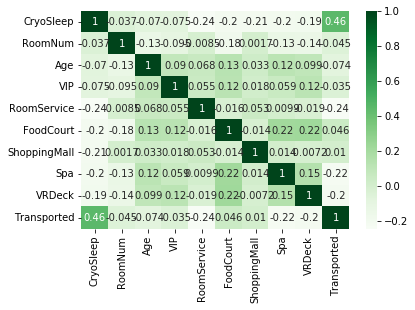 CryoSleep 1 -0.037 -0.07 -0.075 -0.24 -0.2 -0.21 -0.2 -0.19 0.46
RoomNum -0.037 1 -0.13 -0.095 -0.0085 -0.18 0.0017 -0.13 -0.14 -0.045
Age -0.07 -0.13 1 0.09 0.068 0.13 0.033 0.12 0.099 -0.074
VIP -0.075 -0.095 0.09 1 0.055 0.12 0.018 0.059 0.12 -0.035
RoomService -0.24 -0.0085 0.068 0.055 1 -0.016 -0.053 0.0099 -0.019 -0.24
FoodCourt -0.2 -0.18 0.13 0.12 -0.016 1 -0.014 0.22 0.22 0.046
ShoppingMall -0.21 0.0017 0.033 0.018 -0.053 -0.014 1 0.014 -0.0072 0.01
Spa -0.2 -0.13 0.12 0.059 0.0099 0.22 0.014 1 0.15 -0.22
VRDeck -0.19 -0.14 0.099 0.12 -0.019 0.22 -0.0072 0.15 1 -0.2
Transported 0.46 -0.045 -0.074 -0.035 -0.24 0.046 0.01 -0.22 -0.2 1
CryoSleep
RoomNum
Age
VIP
RoomService
FoodCourt
ShoppingMall
Spa
VRDeck
Transported
1.0
0.8
0.6
0.4
0.2
0.0
−0.2